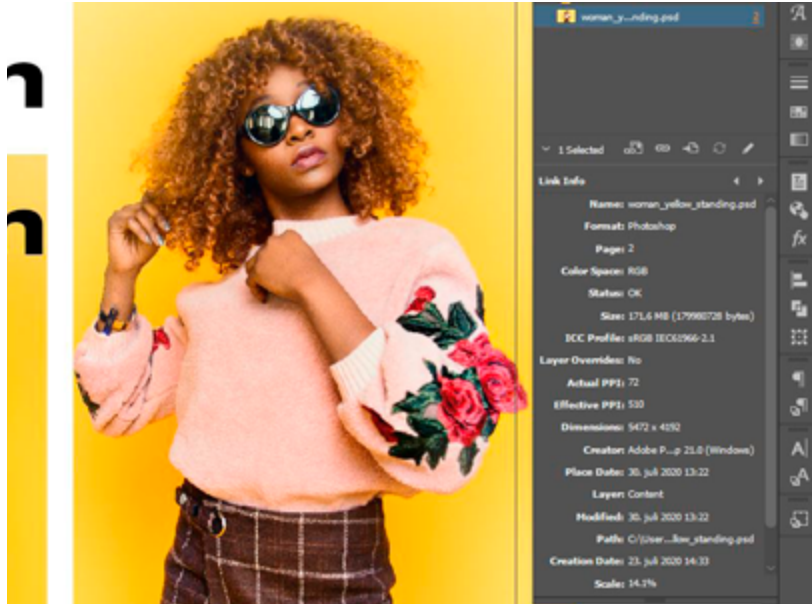 n
n
woman_y...nding.psd
1 Selected
Link Info
Name: woman_yellow_standing.psd
Format: Photoshop
Page: 2
Color Space: RGB
Status: OK
Size: 171,6 MB (179980728 bytes)
ICC Profile: sRGB IEC61966-2.1
Layer Overrides: No
Actual PPI: 72
Effective PPI: 510
Dimensions: 5472 x 4192
Creator: Adobe P...p 21.0 (Windows)
Place Date: 30. juli 2020 13:22
Layer: Content
Modified: 30. juli 2020 13:22
Path: C:/User...llow_standing.psd
Creation Date: 23. juli 2020 14:33
Scale: 14.1%